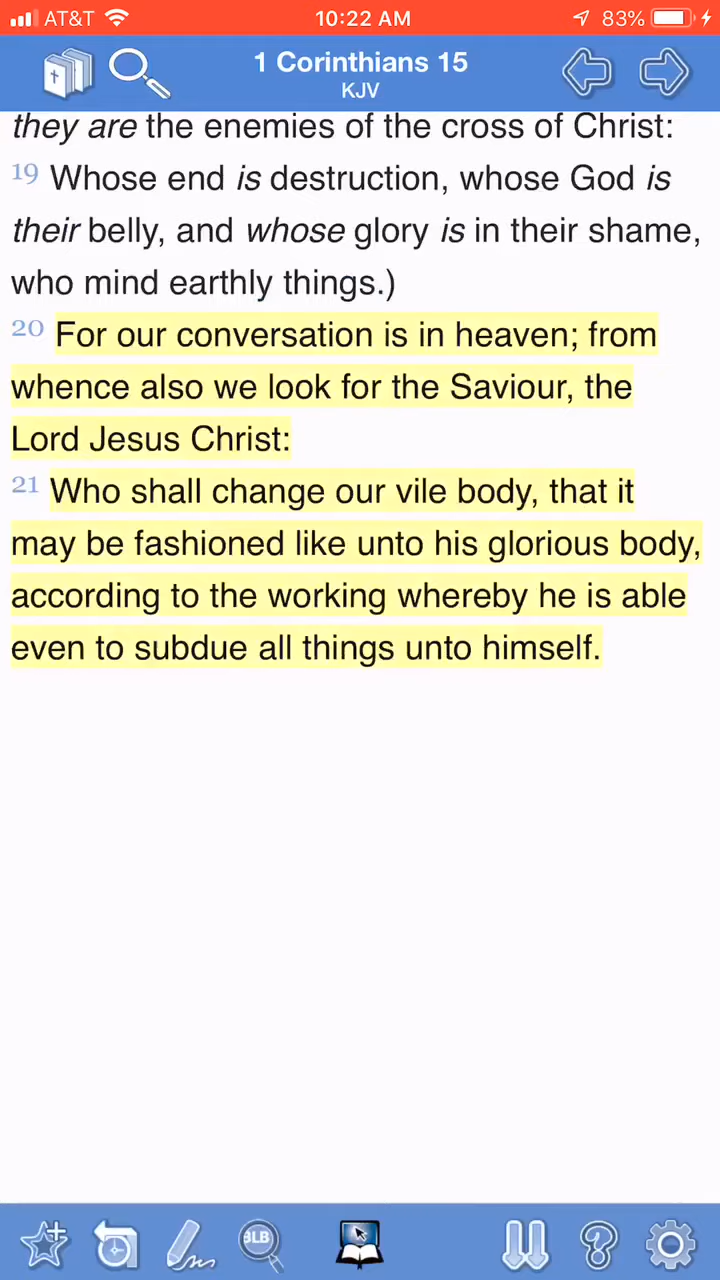 AT&T 10:22 AM 83%
1 Corinthians 15
KJV
they are the enemies of the cross of Christ:
19 Whose end is destruction, whose God is
their belly, and whose glory is in their shame,
who mind earthly things.)
20 For our conversation is in heaven; from
whence also we look for the Saviour, the
Lord Jesus Christ:
21 Who shall change our vile body, that it
may be fashioned like unto his glorious body,
according to the working whereby he is able
even to subdue all things unto himself.
BLB